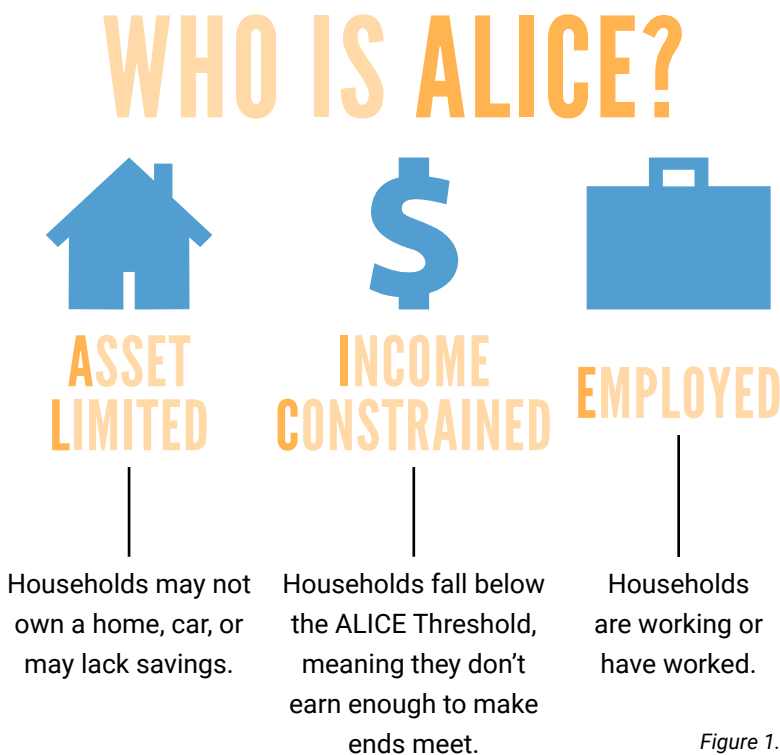 WHO IS ALICE?
ASSET
LIMITED
Households may not
own a home, car, or
may lack savings.
INCOME
CONSTRAINED
Households fall below
the ALICE Threshold,
meaning they don’t
earn enough to make
ends meet.
EMPLOYED
Households
are working or
have worked.
Figure 1.